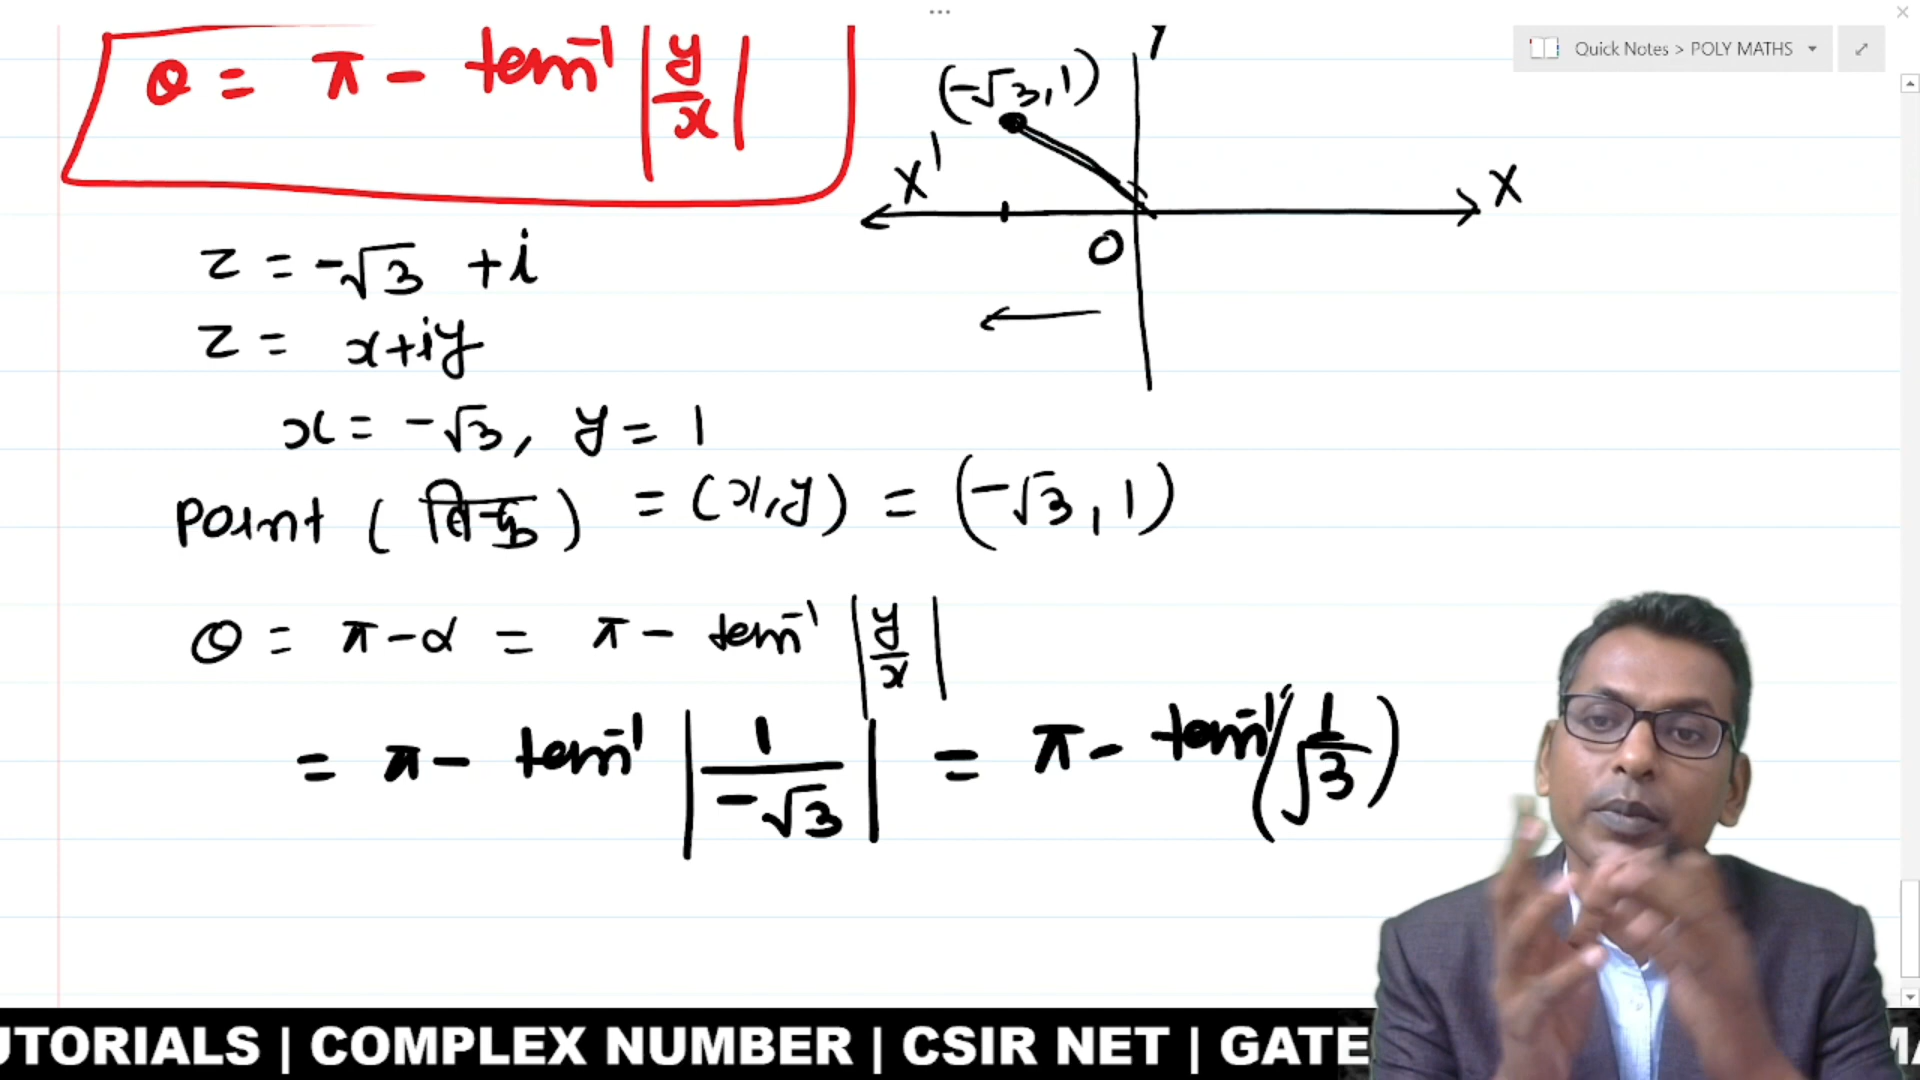 Quick Notes > POLY MATHS
θ = π - tan⁻¹ |y/x|
(-√3, 1)
X'
X
O
z = -√3 + i
z = x+iy
x = -√3, y = 1
Point (बिन्दु) = (x,y) = (-√3, 1)
θ = π-α = π - tan⁻¹ |y/x|
= π - tan⁻¹ |1/-√3| = π - tan⁻¹(1/√3)
UTORIALS | COMPLEX NUMBER | CSIR NET | GATE